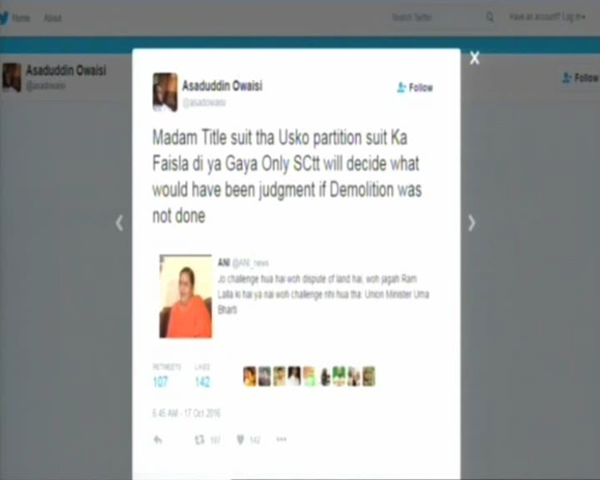 Home About
Search Twitter
Have an account? Log in
Asaduddin Owaisi
@asadowaisi
Follow
X
Asaduddin Owaisi
@asadowaisi
Follow
Madam Title suit tha Usko partition suit Ka
Faisla di ya Gaya Only SCtt will decide what
would have been judgment if Demolition was
not done
ANI @ANI_news
Jo challenge hua hai woh dispute of land hai, woh jagah Ram
Lalla ki hai ya nai woh challenge nhi hua tha: Union Minister Uma
Bharti
RETWEETS LIKES
107 142
6:45 AM - 17 Oct 2016
107 142